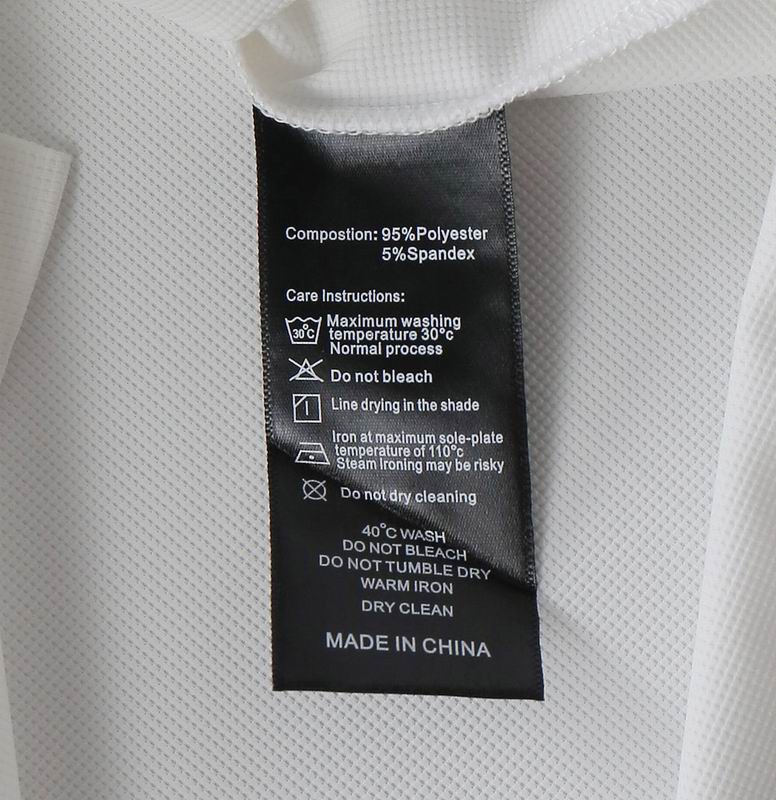 Compostion: 95%Polyester
5%Spandex
Care Instructions:
30°C
Maximum washing
temperature 30°c
Normal process
Do not bleach
Line drying in the shade
Iron at maximum sole-plate
temperature of 110°c
Steam Ironing may be risky
Do not dry cleaning
40°C WASH
DO NOT BLEACH
DO NOT TUMBLE DRY
WARM IRON
DRY CLEAN
MADE IN CHINA